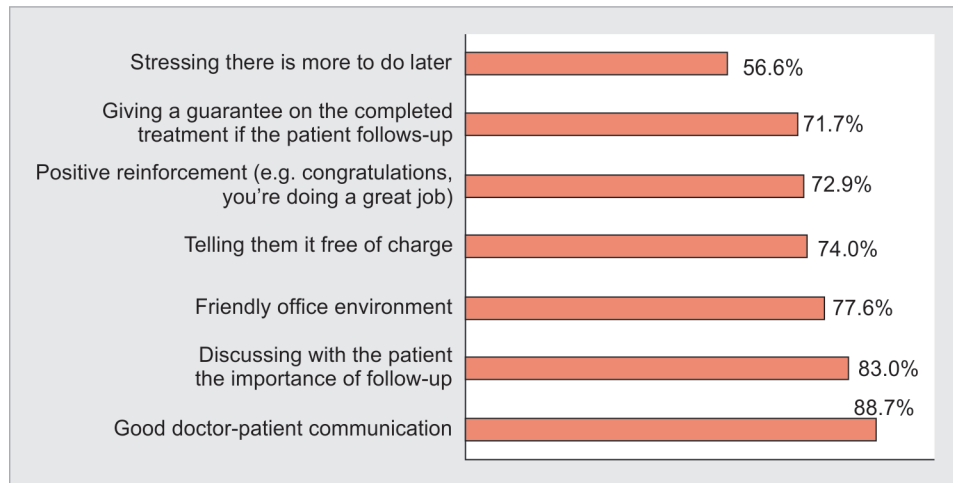 Stressing there is more to do later
56.6%
Giving a guarantee on the completed
treatment if the patient follows-up
71.7%
Positive reinforcement (e.g. congratulations,
you're doing a great job)
72.9%
Telling them it free of charge
74.0%
Friendly office environment
77.6%
Discussing with the patient
the importance of follow-up
83.0%
Good doctor-patient communication
88.7%